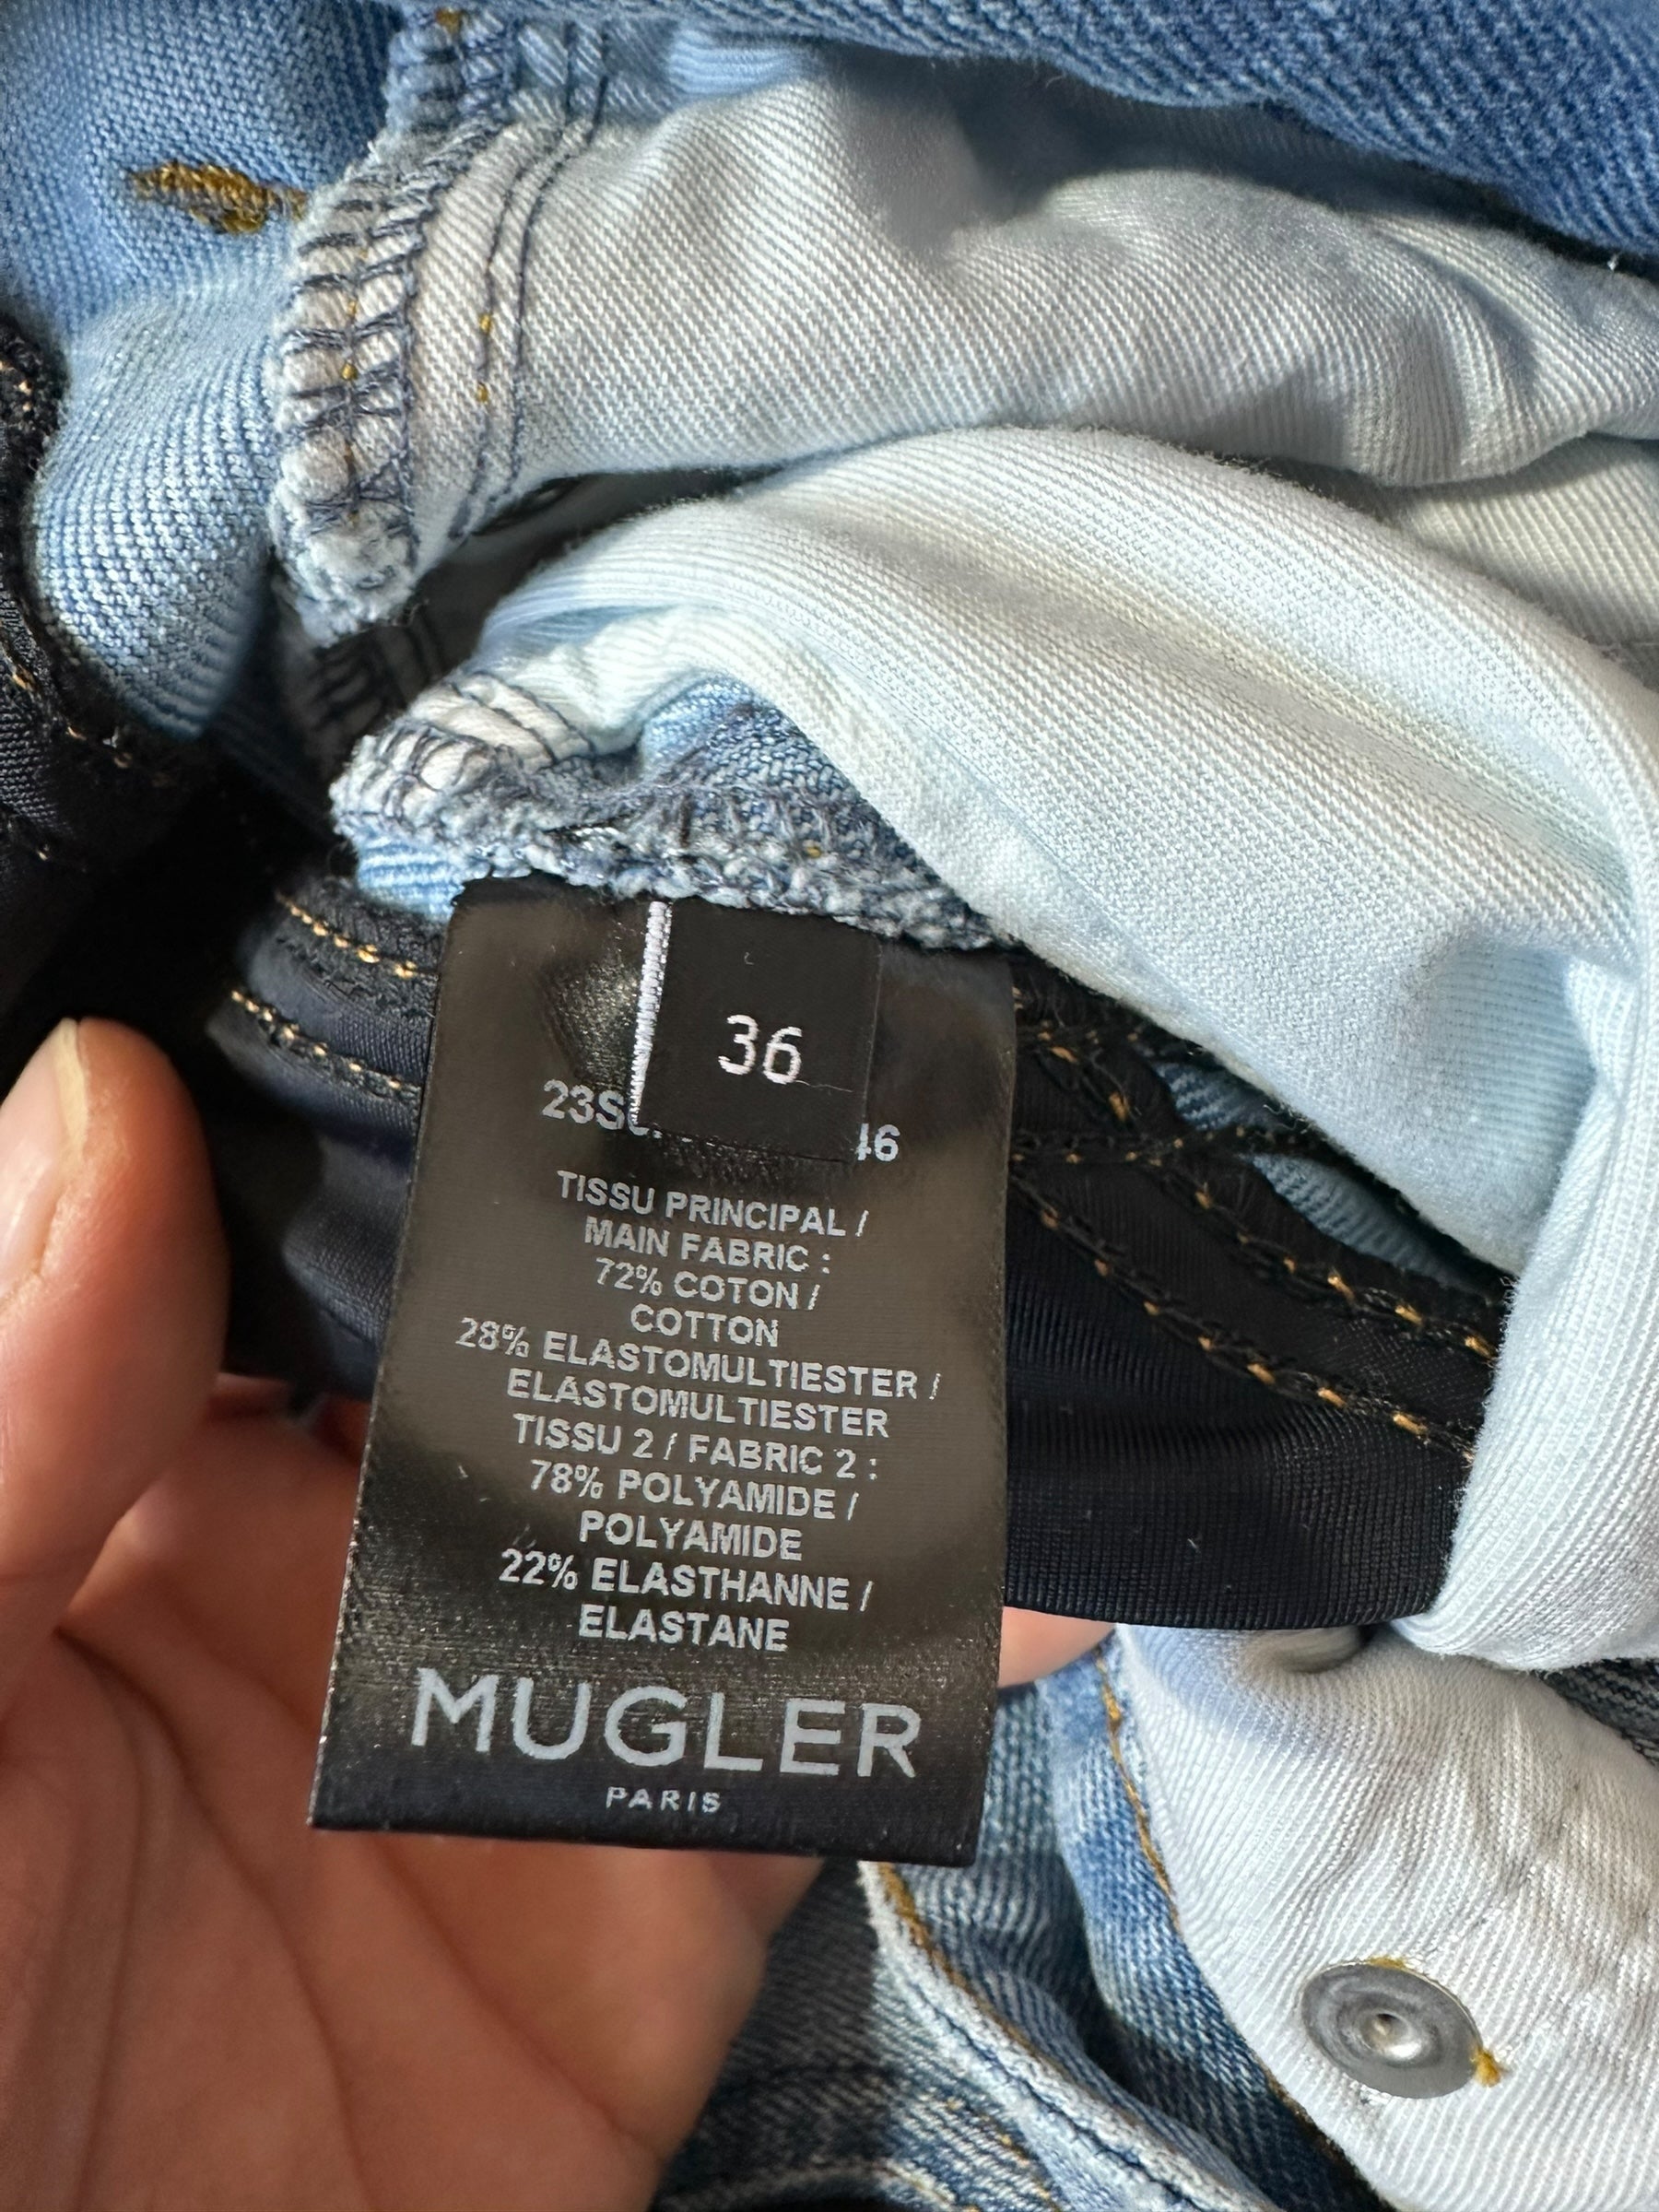 36
TISSU PRINCIPAL /
MAIN FABRIC :
72% COTON /
COTTON
28% ELASTOMULTIESTER /
ELASTOMULTIESTER
TISSU 2 / FABRIC 2 :
78% POLYAMIDE /
POLYAMIDE
22% ELASTHANNE /
ELASTANE
MUGLER
PARIS